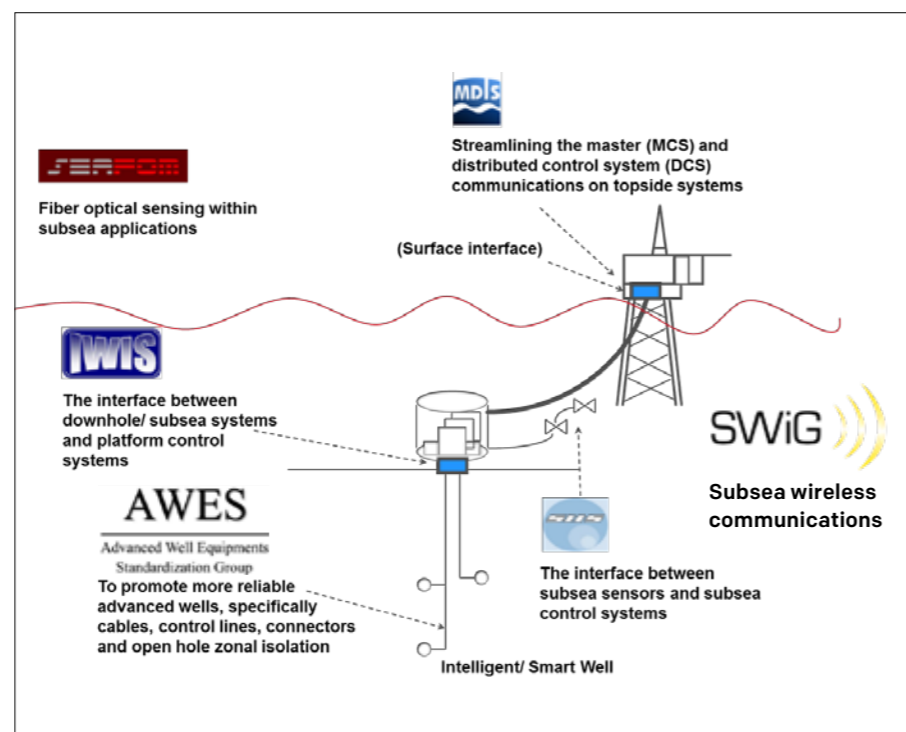 MDIS
Streamlining the master (MCS) and
distributed control system (DCS)
communications on topside systems
SEAFOM
Fiber optical sensing within
subsea applications
(Surface interface)
IWIS
The interface between
downhole/ subsea systems
and platform control
systems
SWiG
Subsea wireless
communications
AWES
Advanced Well Equipments
Standardization Group
To promote more reliable
advanced wells, specifically
cables, control lines, connectors
and open hole zonal isolation
SIIS
The interface between
subsea sensors and subsea
control systems
Intelligent/ Smart Well